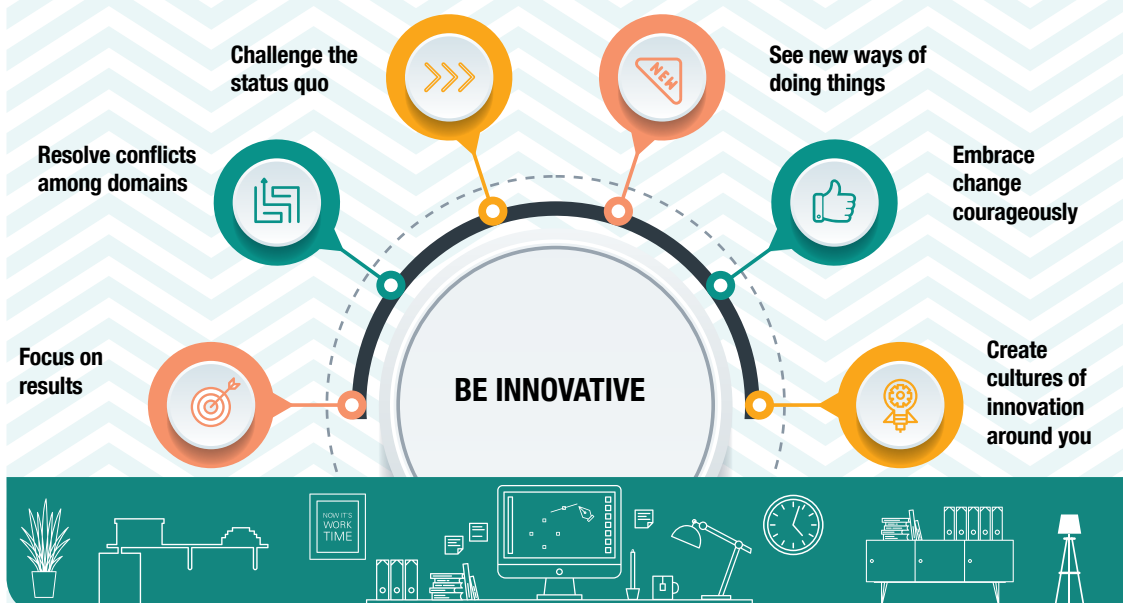 Focus on
results
Resolve conflicts
among domains
Challenge the
status quo
NEW
See new ways of
doing things
Embrace
change
courageously
Create
cultures of
innovation
around you
BE INNOVATIVE
NOW IT'S
WORK
TIME